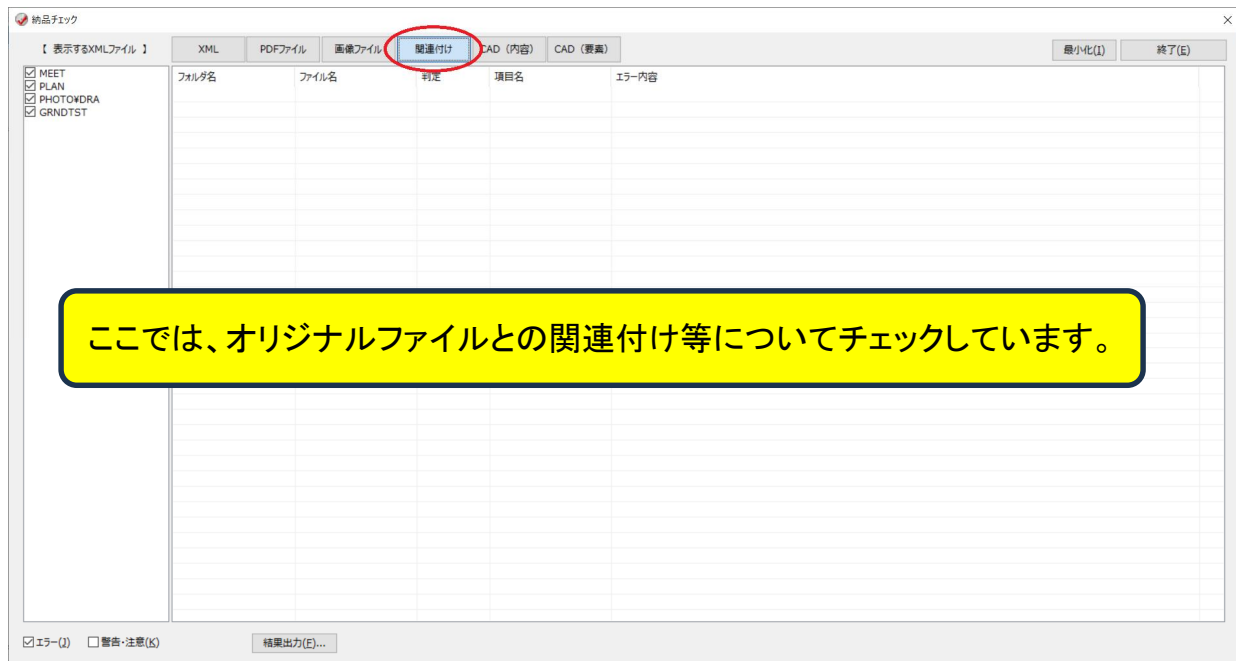 納品チェック
【 表示するXMLファイル 】 XML PDFファイル 画像ファイル 関連付け CAD（内容） CAD（要素） 最小化(I) 終了(E)
MEET
PLAN
PHOTO¥DRA
GRNDTST
フォルダ名 ファイル名 判定 項目名 エラー内容
ここでは、オリジナルファイルとの関連付け等についてチェックしています。
エラー(J) 警告・注意(K) 結果出力(F)...